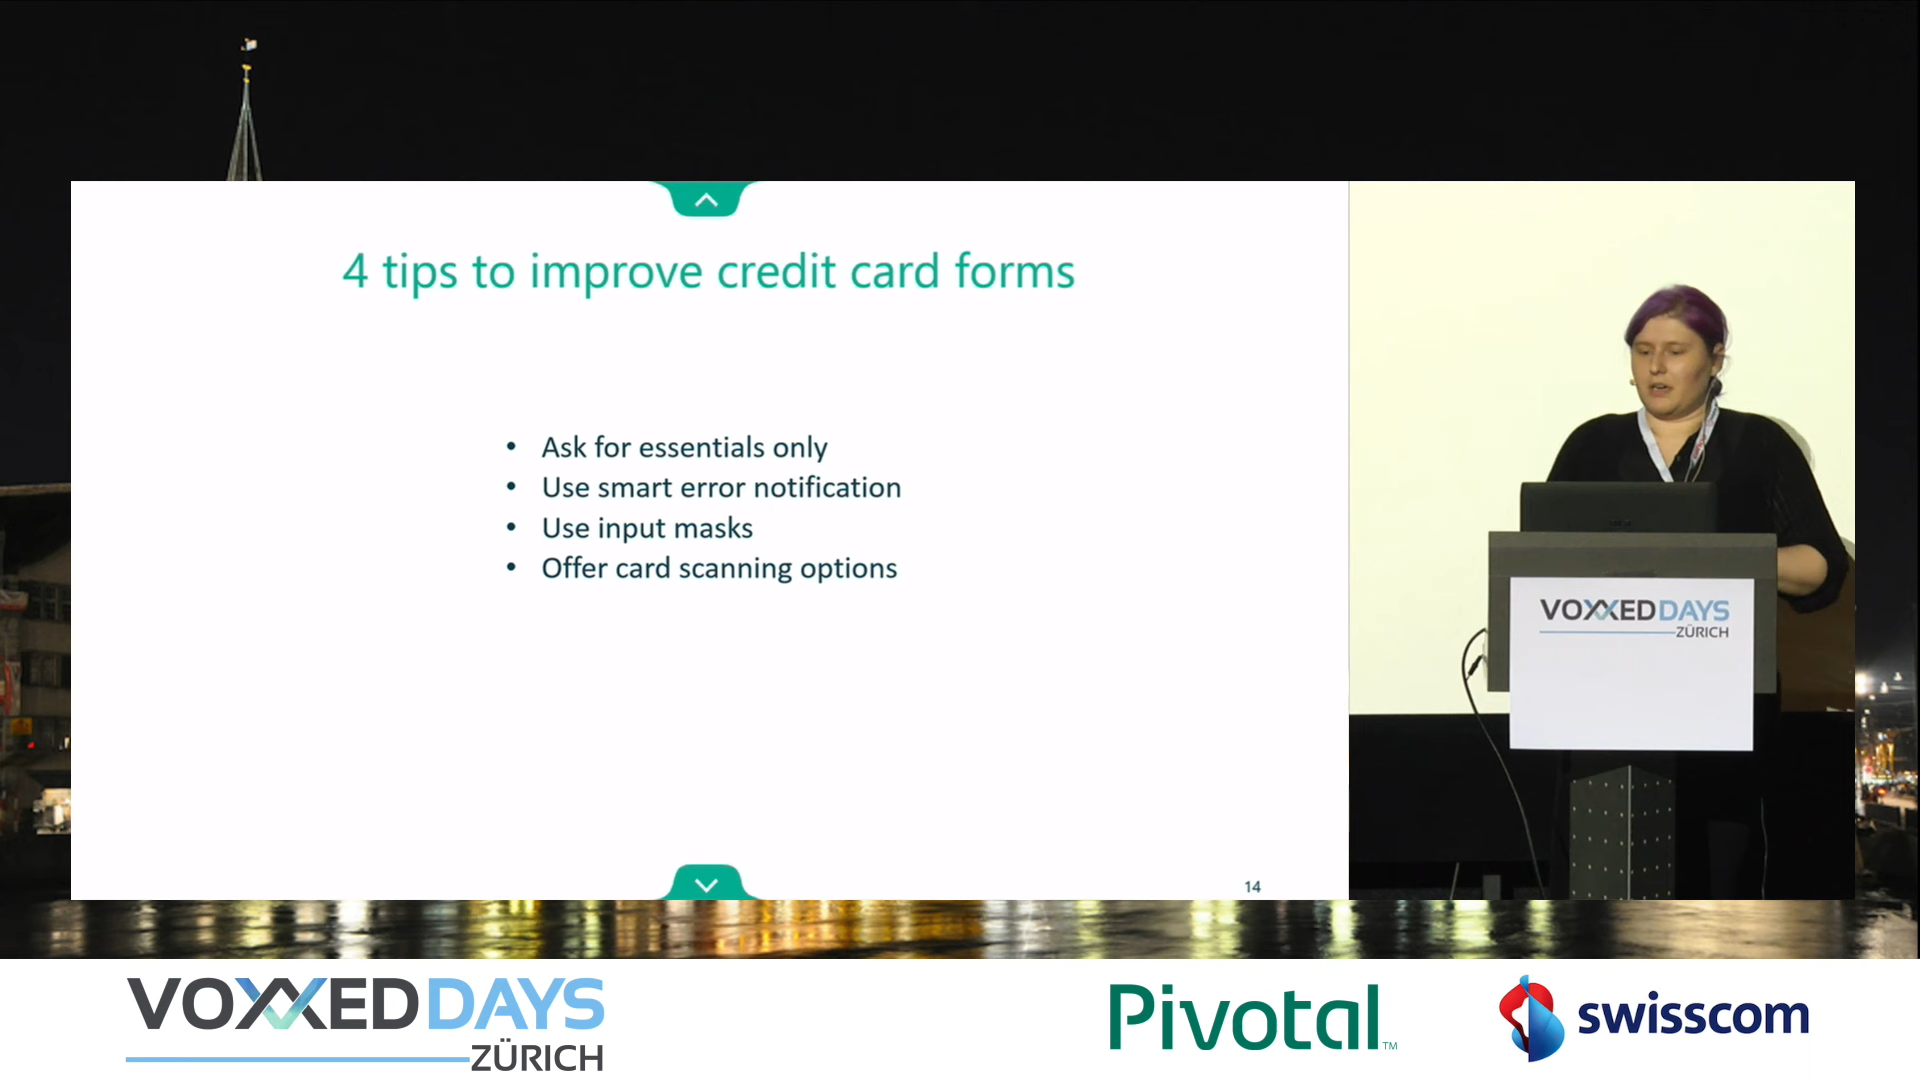 4 tips to improve credit card forms
• Ask for essentials only
• Use smart error notification
• Use input masks
• Offer card scanning options
14
VOXXEDDAYS
ZÜRICH
VOXXEDDAYS
ZÜRICH
Pivotal™
swisscom